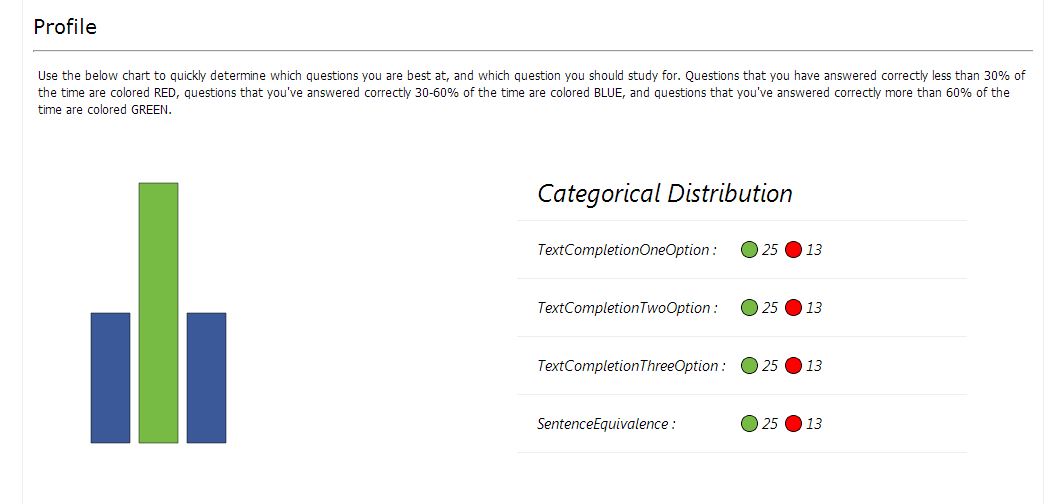 Profile
Use the below chart to quickly determine which questions you are best at, and which question you should study for. Questions that you have answered correctly less than 30% of
the time are colored RED, questions that you've answered correctly 30-60% of the time are colored BLUE, and questions that you've answered correctly more than 60% of the
time are colored GREEN.
Categorical Distribution
TextCompletionOneOption : 25 13
TextCompletionTwoOption : 25 13
TextCompletionThreeOption : 25 13
SentenceEquivalence : 25 13